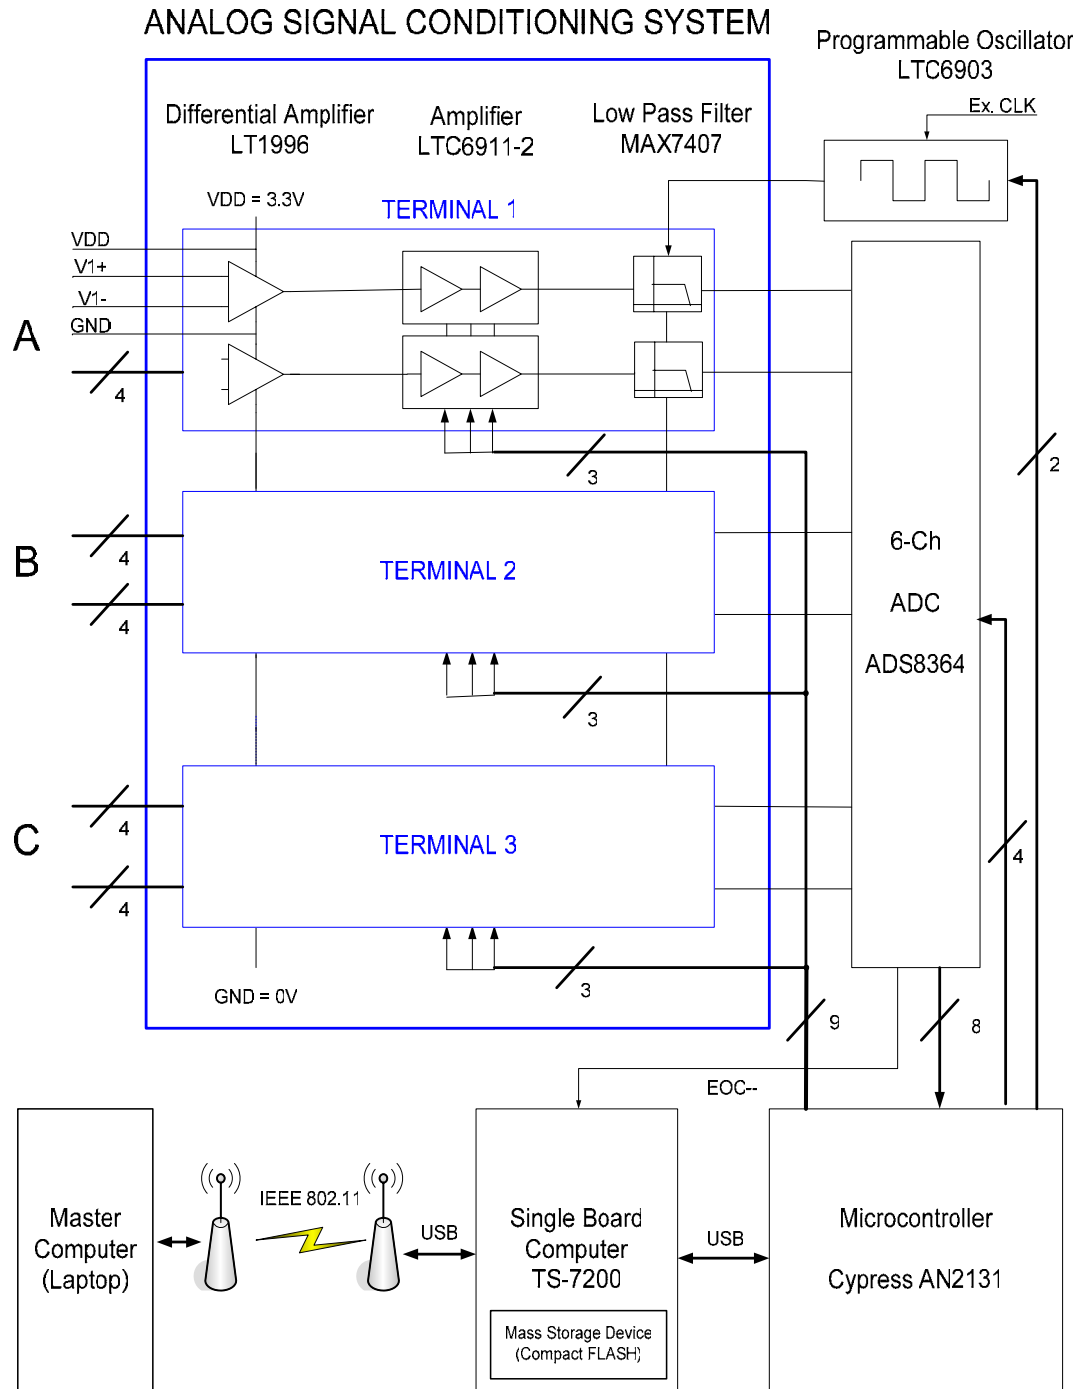 ANALOG SIGNAL CONDITIONING SYSTEM
Programmable Oscillator
LTC6903
Ex. CLK
Differential Amplifier
LT1996
Amplifier
LTC6911-2
Low Pass Filter
MAX7407
VDD = 3.3V
TERMINAL 1
VDD
V1+
V1-
GND
A
4
3
2
B
4
4
TERMINAL 2
6-Ch
ADC
ADS8364
3
C
4
4
TERMINAL 3
4
3
GND = 0V
9
8
EOC--
Master
Computer
(Laptop)
IEEE 802.11
USB
Single Board
Computer
TS-7200
Mass Storage Device
(Compact FLASH)
USB
Microcontroller
Cypress AN2131